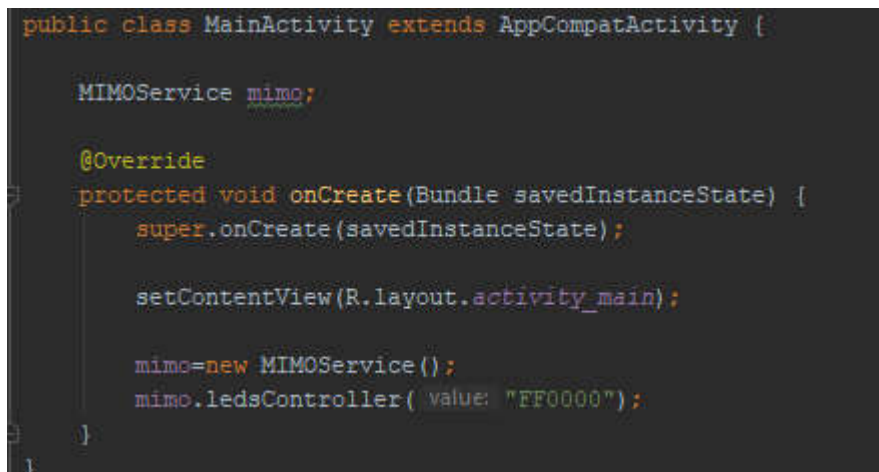 public class MainActivity extends AppCompatActivity {
MIMOService mimo;
@Override
protected void onCreate(Bundle savedInstanceState) {
super.onCreate(savedInstanceState);
setContentView(R.layout.activity_main);
mimo=new MIMOService();
mimo.ledsController( value: "FF0000");
}
}